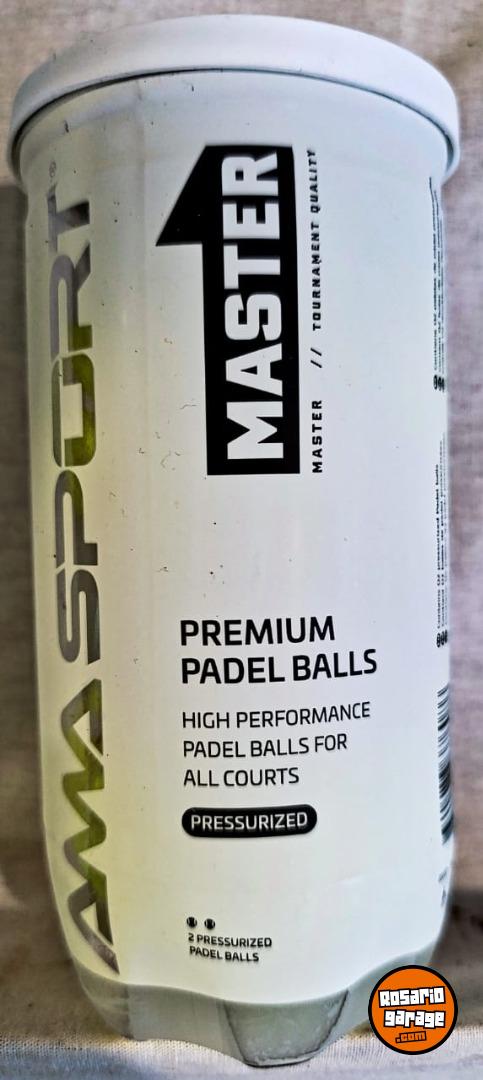 AMA SPORT®
MASTER
MASTER // TOURNAMENT QUALITY
PREMIUM
PADEL BALLS
HIGH PERFORMANCE
PADEL BALLS FOR
ALL COURTS
PRESSURIZED
2 PRESSURIZED
PADEL BALLS
Rosario
garage
.com